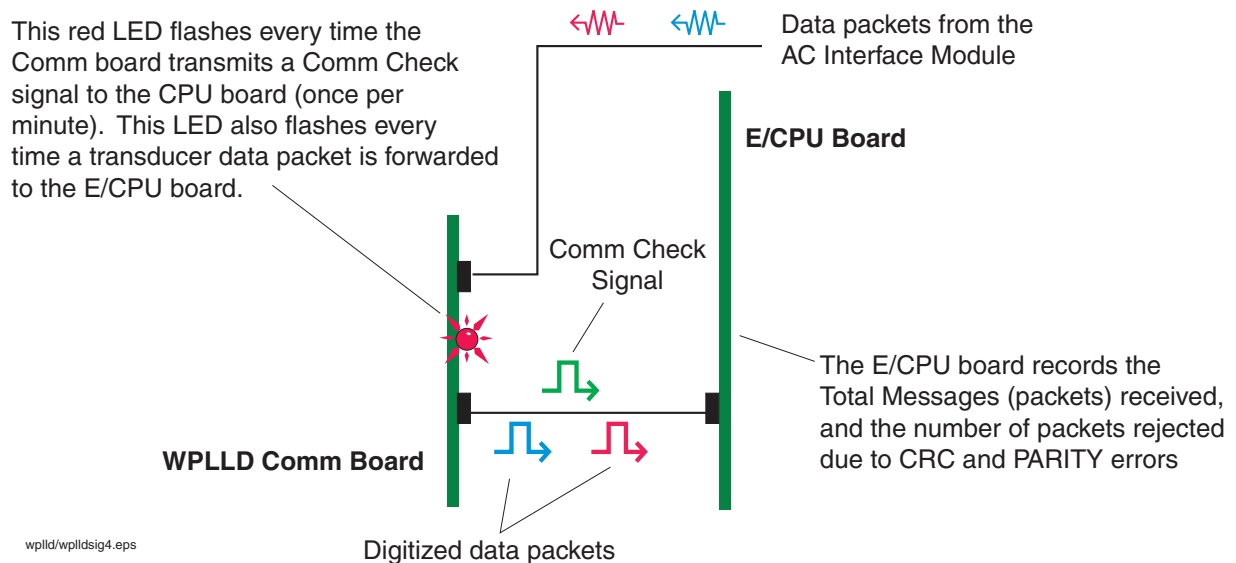 This red LED flashes every time the
Comm board transmits a Comm Check
signal to the CPU board (once per
minute). This LED also flashes every
time a transducer data packet is forwarded
to the E/CPU board.
Data packets from the
AC Interface Module
E/CPU Board
Comm Check
Signal
The E/CPU board records the
Total Messages (packets) received,
and the number of packets rejected
due to CRC and PARITY errors
WPLLD Comm Board
Digitized data packets
wplld/wplldsig4.eps